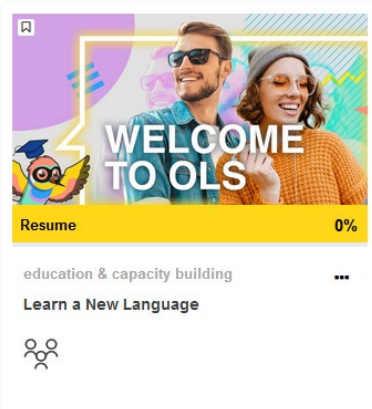 WELCOME
TO OLS
Resume 0%
education & capacity building
Learn a New Language